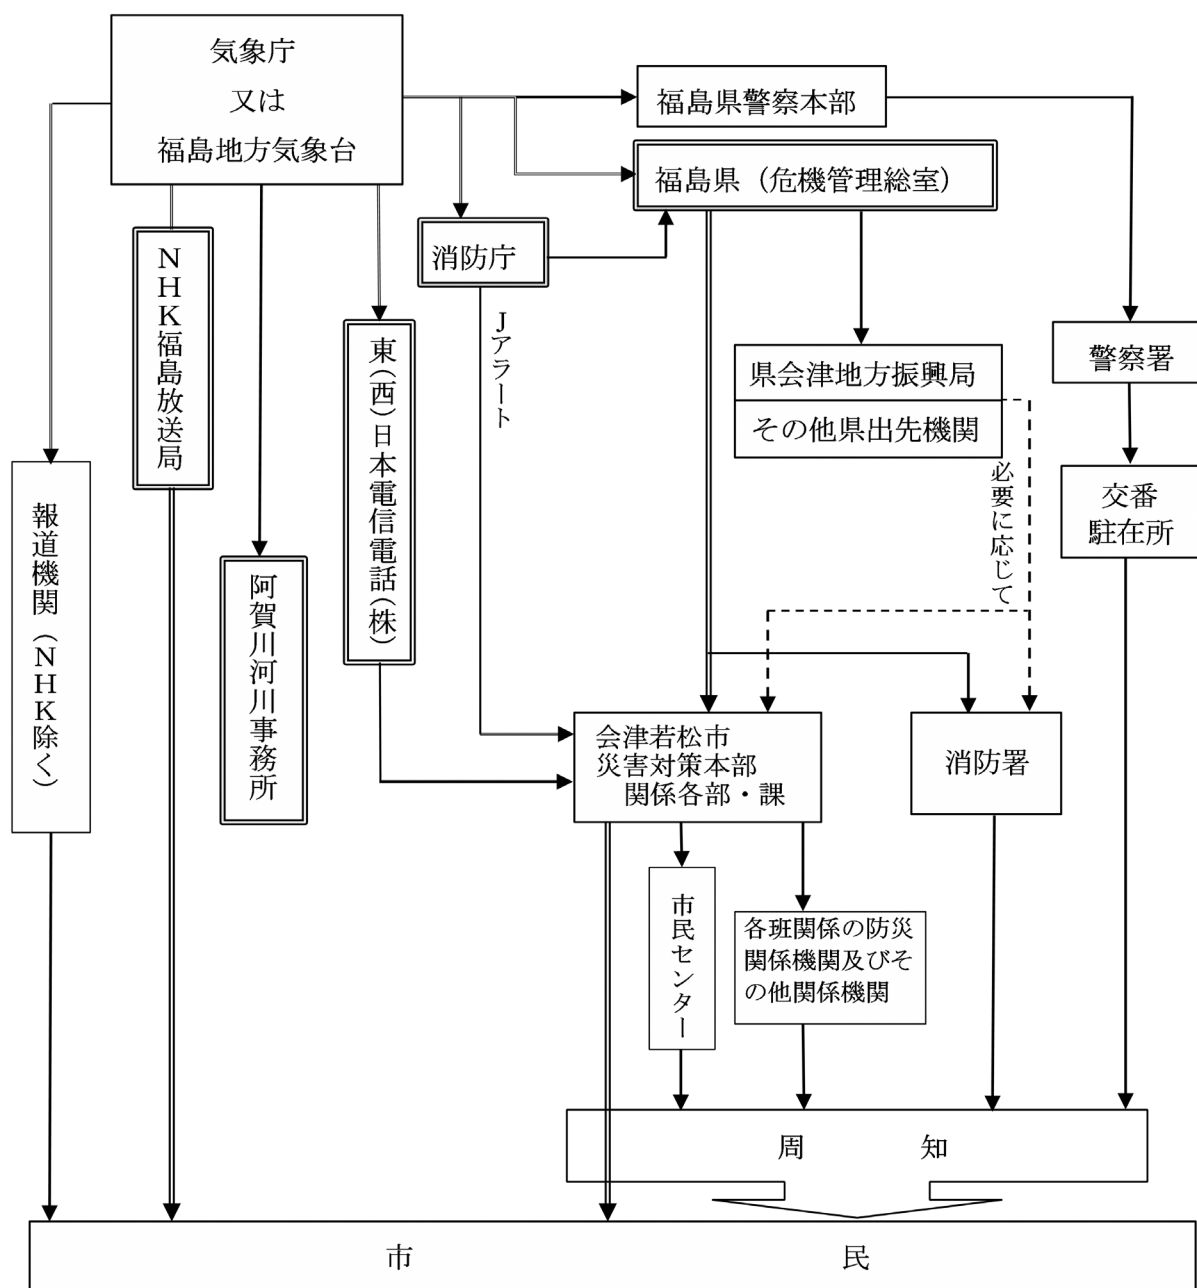 気象庁
又は
福島地方気象台
福島県警察本部
福島県（危機管理総室）
消防庁
NHK福島放送局
東(西)日本電信電話(株)
Jアラート
県会津地方振興局
その他県出先機関
警察署
必要に応じて
交番
駐在所
報道機関（NHK除く）
阿賀川河川事務所
会津若松市
災害対策本部
関係各部・課
消防署
市民センター
各班関係の防災
関係機関及びそ
の他関係機関
周　知
市　民